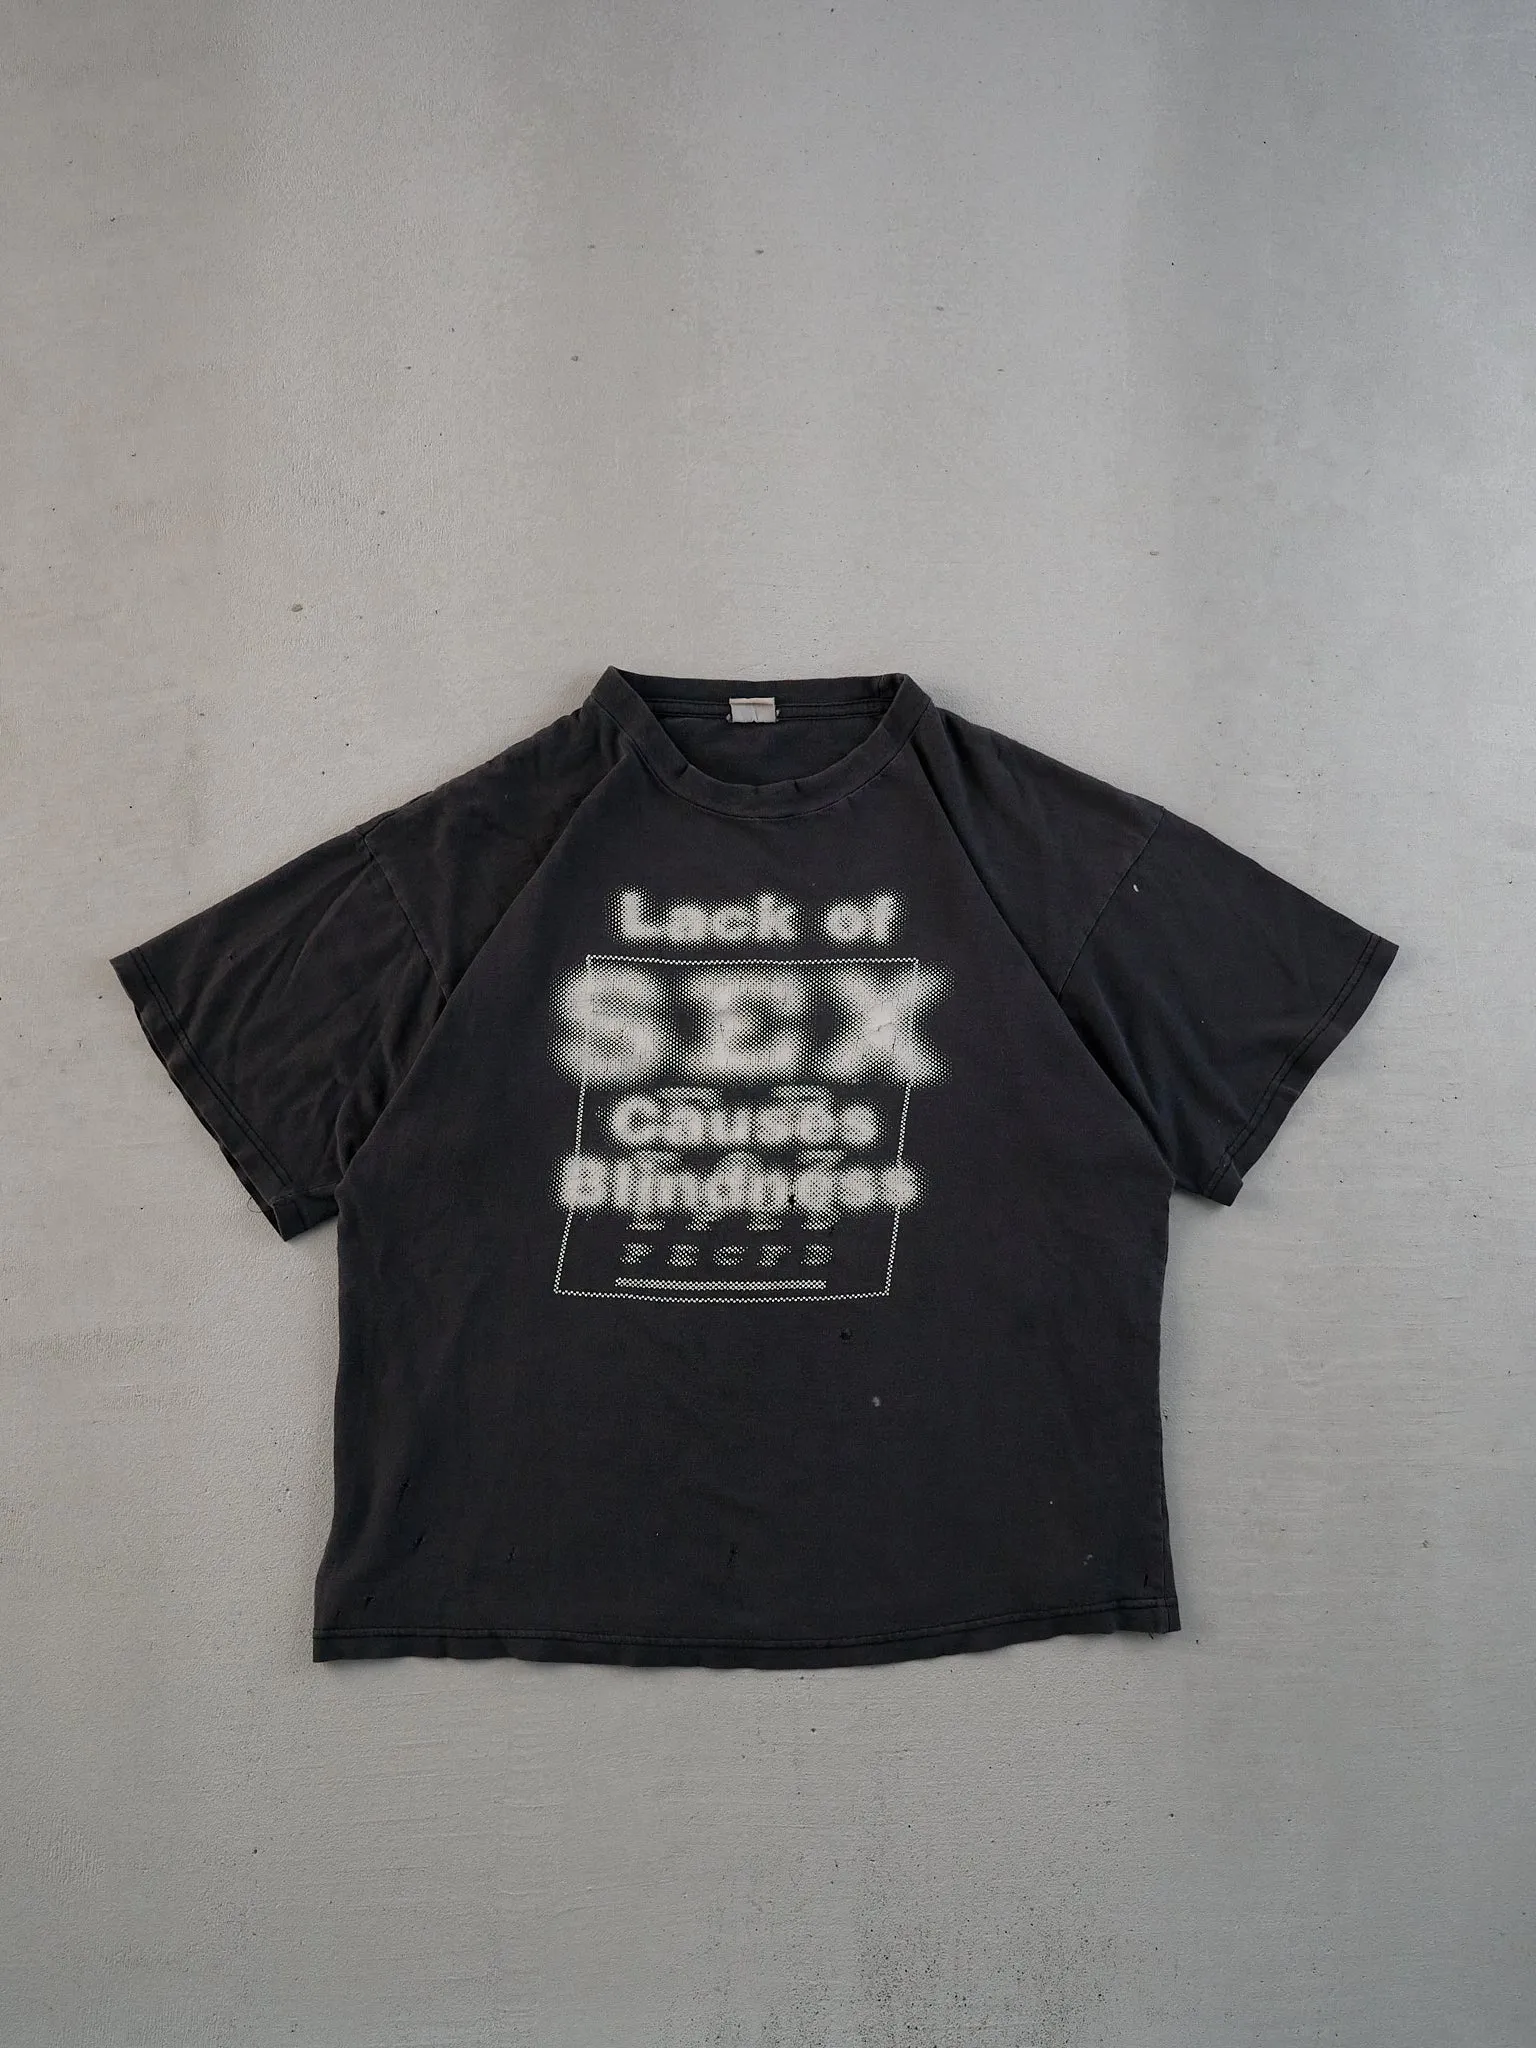 Lack of
SEX
Causes
Blindness